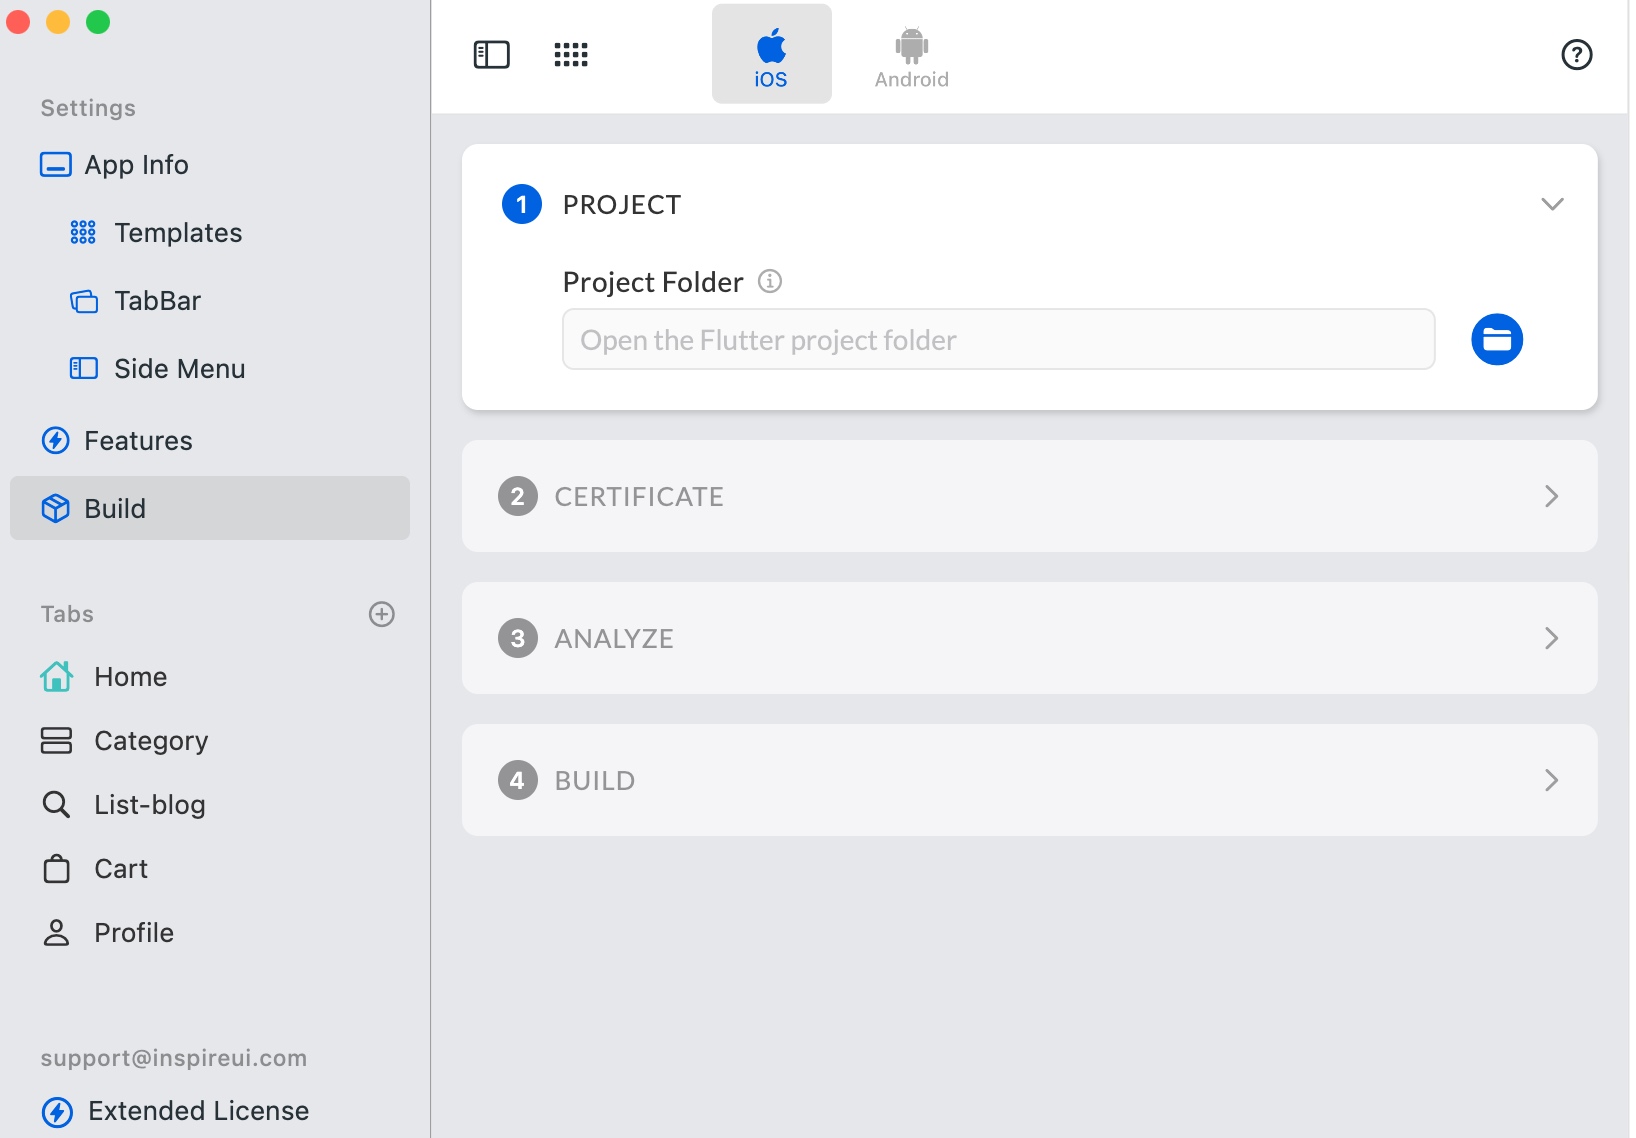 Settings
App Info
Templates
TabBar
Side Menu
Features
Build
Tabs
Home
Category
List-blog
Cart
Profile
support@inspireui.com
Extended License
iOS
Android
?
1 PROJECT
Project Folder
Open the Flutter project folder
2 CERTIFICATE
3 ANALYZE
4 BUILD